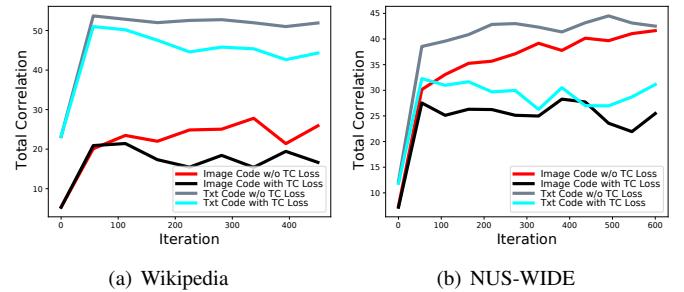 Total Correlation
50
40
30
20
10
0
100
200
300
400
Iteration
Image Code w/o TC Loss
Image Code with TC Loss
Txt Code w/o TC Loss
Txt Code with TC Loss
(a) Wikipedia
Total Correlation
45
40
35
30
25
20
15
10
0
100
200
300
400
500
600
Iteration
Image Code w/o TC Loss
Image Code with TC Loss
Txt Code w/o TC Loss
Txt Code with TC Loss
(b) NUS-WIDE